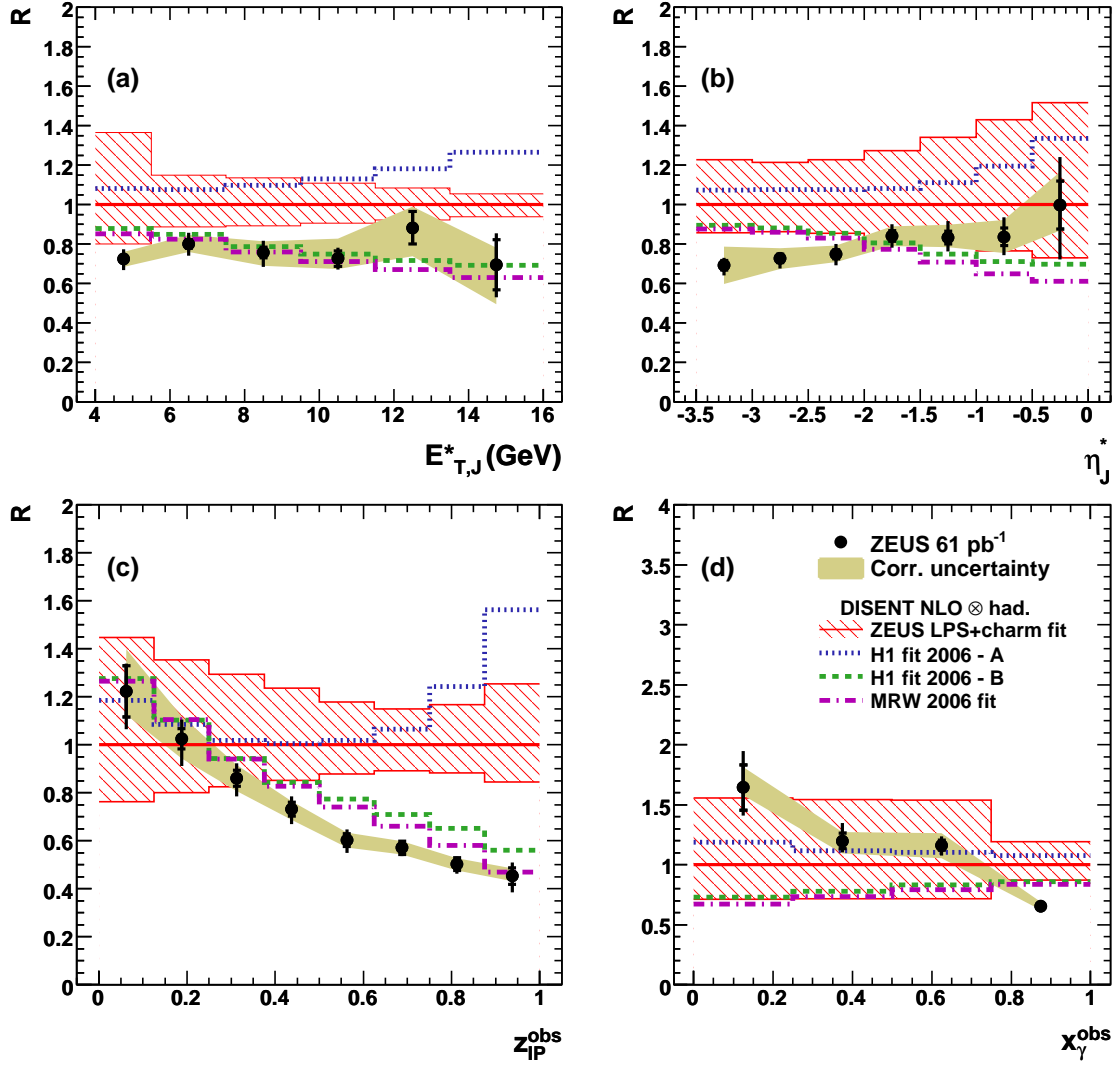 R
2
1.8
1.6
1.4
1.2
1
0.8
0.6
0.4
0.2
0
(a)
4 6 8 10 12 14 16
E*T,J (GeV)
R
2
1.8
1.6
1.4
1.2
1
0.8
0.6
0.4
0.2
0
(b)
-3.5 -3 -2.5 -2 -1.5 -1 -0.5 0
η*J
R
2
1.8
1.6
1.4
1.2
1
0.8
0.6
0.4
0.2
0
(c)
0 0.2 0.4 0.6 0.8 1
zIPobs
R
4
3.5
3
2.5
2
1.5
1
0.5
0
(d)
ZEUS 61 pb-1
Corr. uncertainty
DISENT NLO ⊗ had.
ZEUS LPS+charm fit
H1 fit 2006 - A
H1 fit 2006 - B
MRW 2006 fit
0 0.2 0.4 0.6 0.8 1
xγobs